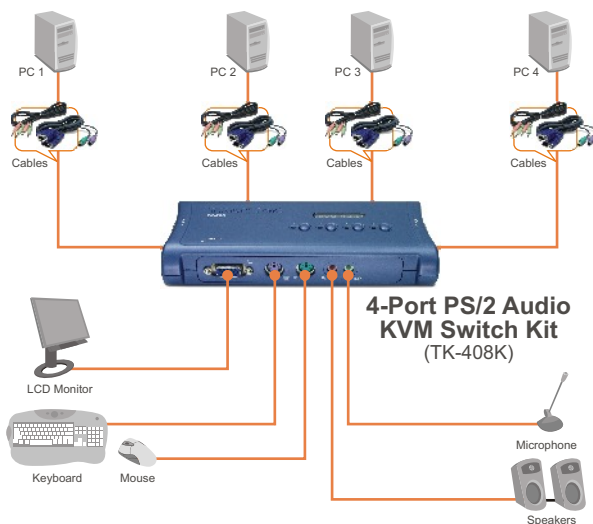 PC 1
PC 2
PC 3
PC 4
Cables
Cables
Cables
Cables
4-Port PS/2 Audio
KVM Switch Kit
(TK-408K)
LCD Monitor
Keyboard
Mouse
Microphone
Speakers